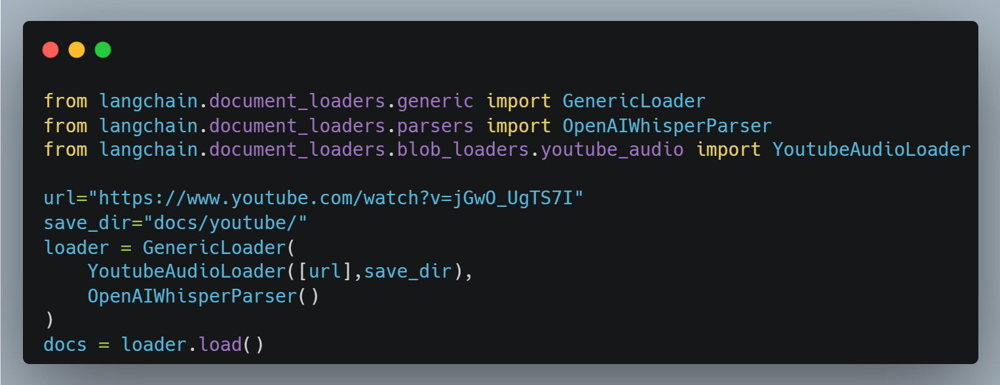 from langchain.document_loaders.generic import GenericLoader
from langchain.document_loaders.parsers import OpenAIWhisperParser
from langchain.document_loaders.blob_loaders.youtube_audio import YoutubeAudioLoader

url="https://www.youtube.com/watch?v=jGwO_UgTS7I"
save_dir="docs/youtube/"
loader = GenericLoader(
    YoutubeAudioLoader([url],save_dir),
    OpenAIWhisperParser()
)
docs = loader.load()